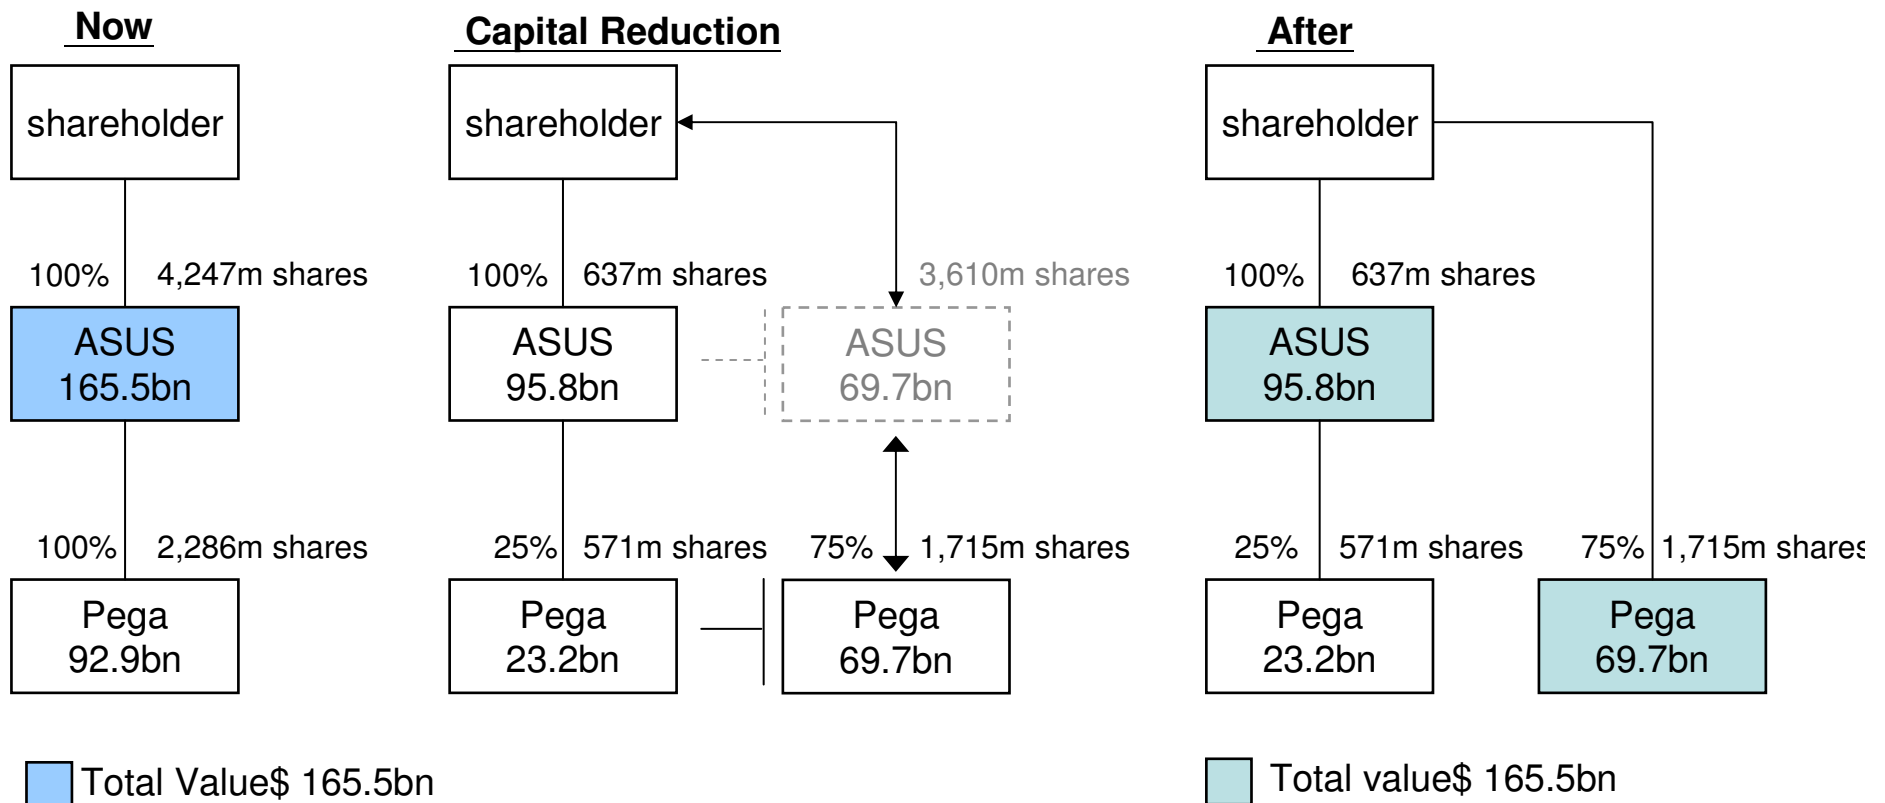 Now
shareholder
100% 4,247m shares
ASUS
165.5bn
100% 2,286m shares
Pega
92.9bn
Total Value$ 165.5bn
Capital Reduction
shareholder
100% 637m shares
3,610m shares
ASUS
95.8bn
ASUS
69.7bn
25% 571m shares
75% 1,715m shares
Pega
23.2bn
Pega
69.7bn
After
shareholder
100% 637m shares
ASUS
95.8bn
25% 571m shares
75% 1,715m shares
Pega
23.2bn
Pega
69.7bn
Total value$ 165.5bn